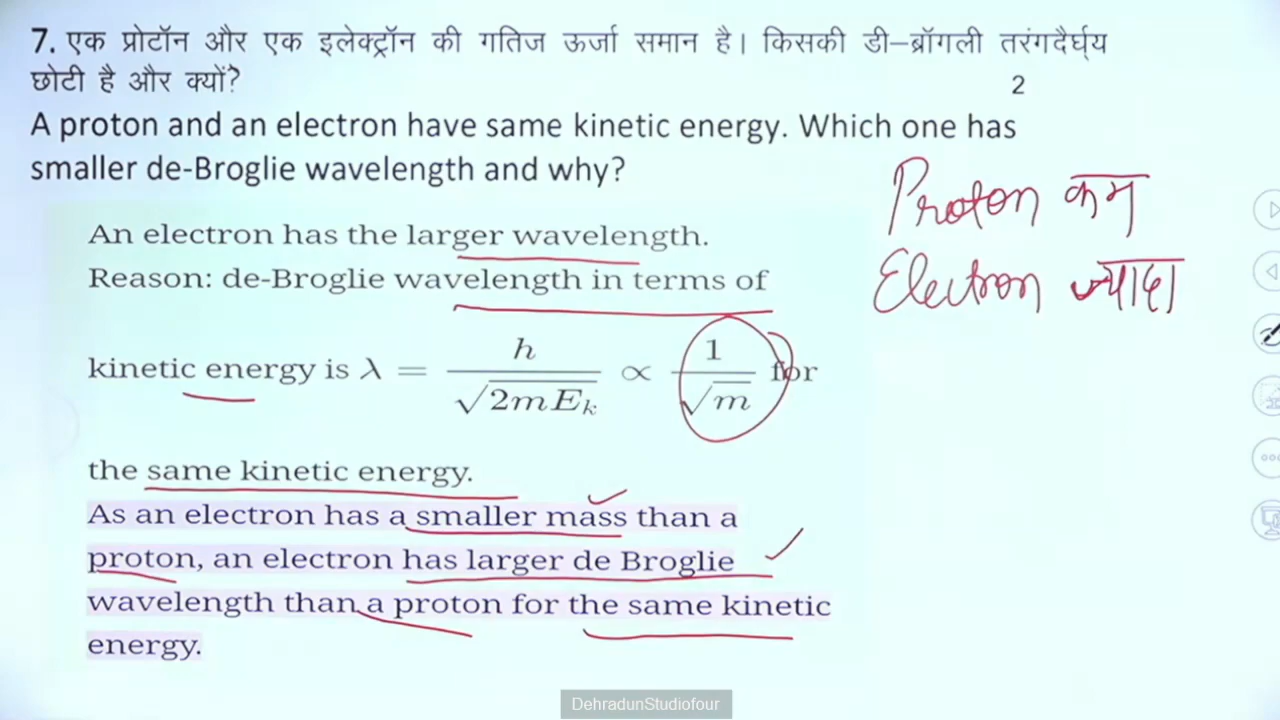 7. एक प्रोटॉन और एक इलेक्ट्रॉन की गतिज ऊर्जा समान है। किसकी डी–ब्रॉगली तरंगदैर्घ्य
छोटी है और क्यों?
2
A proton and an electron have same kinetic energy. Which one has
smaller de-Broglie wavelength and why?
Proton कम
Electron ज्यादा
An electron has the larger wavelength.
Reason: de-Broglie wavelength in terms of
kinetic energy is λ = h / √2mEₖ ∝ 1 / √m for
the same kinetic energy.
As an electron has a smaller mass than a
proton, an electron has larger de Broglie
wavelength than a proton for the same kinetic
energy.
DehradunStudiofour